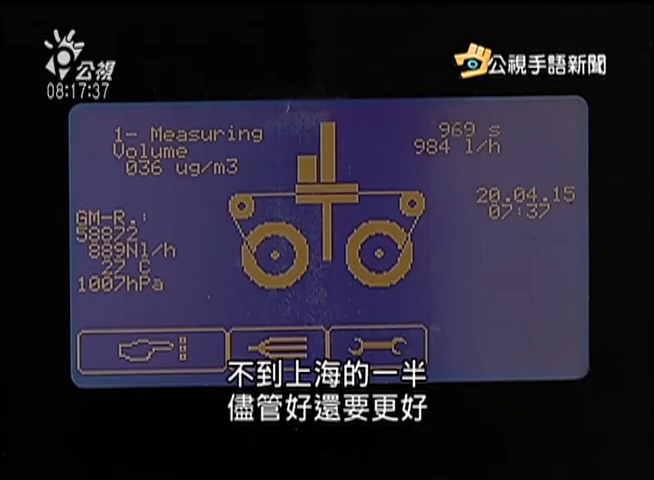 公視
08:17:37
公視手語新聞
1- Measuring
Volume
036 ug/m3
969 s
984 l/h
20.04.15
07:37
GM-R.:
58872
889Nl/h
27 C
1007hPa
不到上海的一半
儘管好還要更好